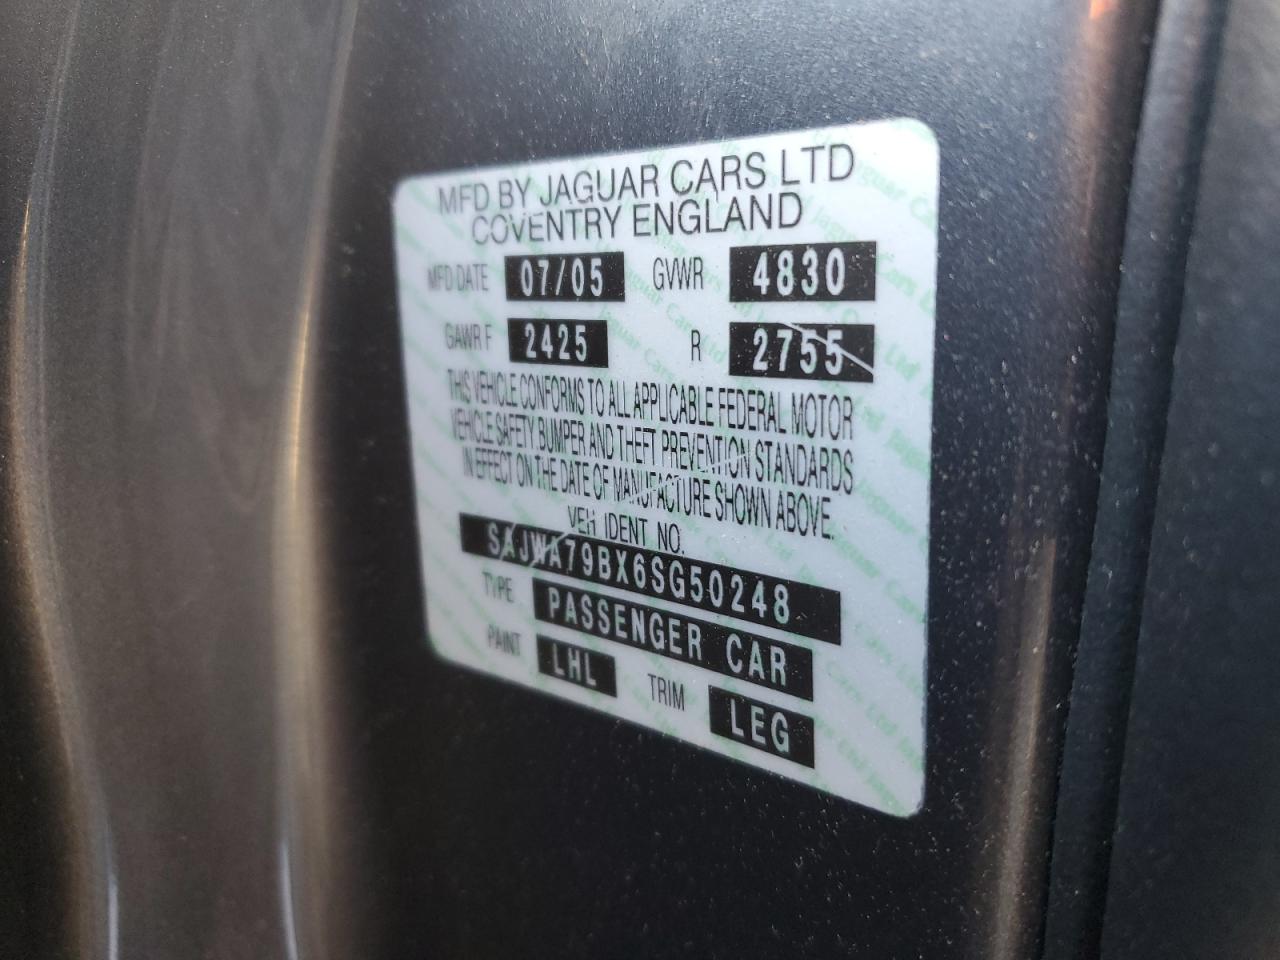 MFD BY JAGUAR CARS LTD
COVENTRY ENGLAND
MFD DATE 07/05 GVWR 4830
GAWR F 2425 R 2755
THIS VEHICLE CONFORMS TO ALL APPLICABLE FEDERAL MOTOR
VEHICLE SAFETY BUMPER AND THEFT PREVENTION STANDARDS
IN EFFECT ON THE DATE OF MANUFACTURE SHOWN ABOVE.
VEH IDENT NO.
SAJWA79BX6SG50248
TYPE PASSENGER CAR
PAINT LHL TRIM LEG